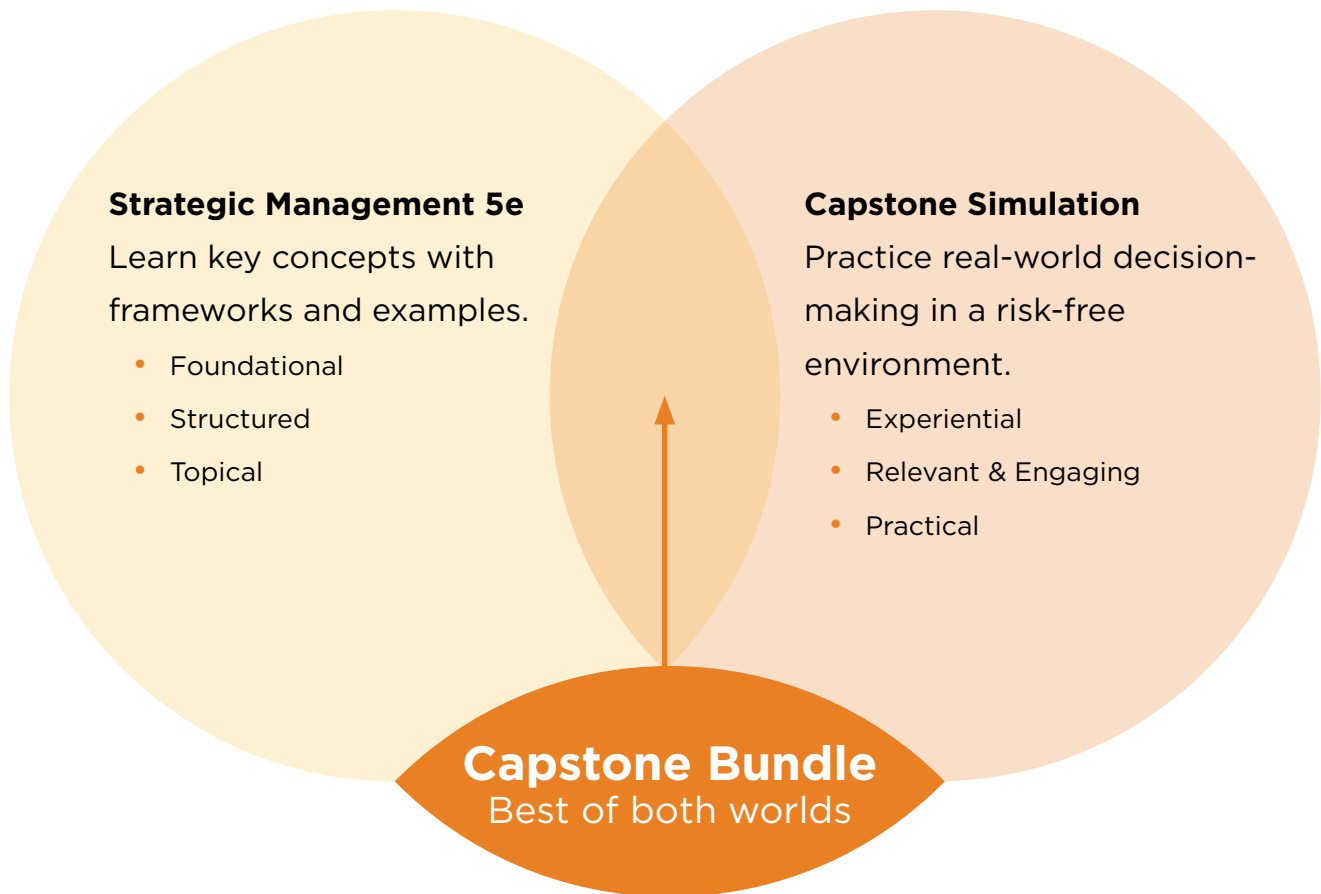 Strategic Management 5e
Learn key concepts with
frameworks and examples.
• Foundational
• Structured
• Topical
Capstone Simulation
Practice real-world decision-
making in a risk-free
environment.
• Experiential
• Relevant & Engaging
• Practical
Capstone Bundle
Best of both worlds